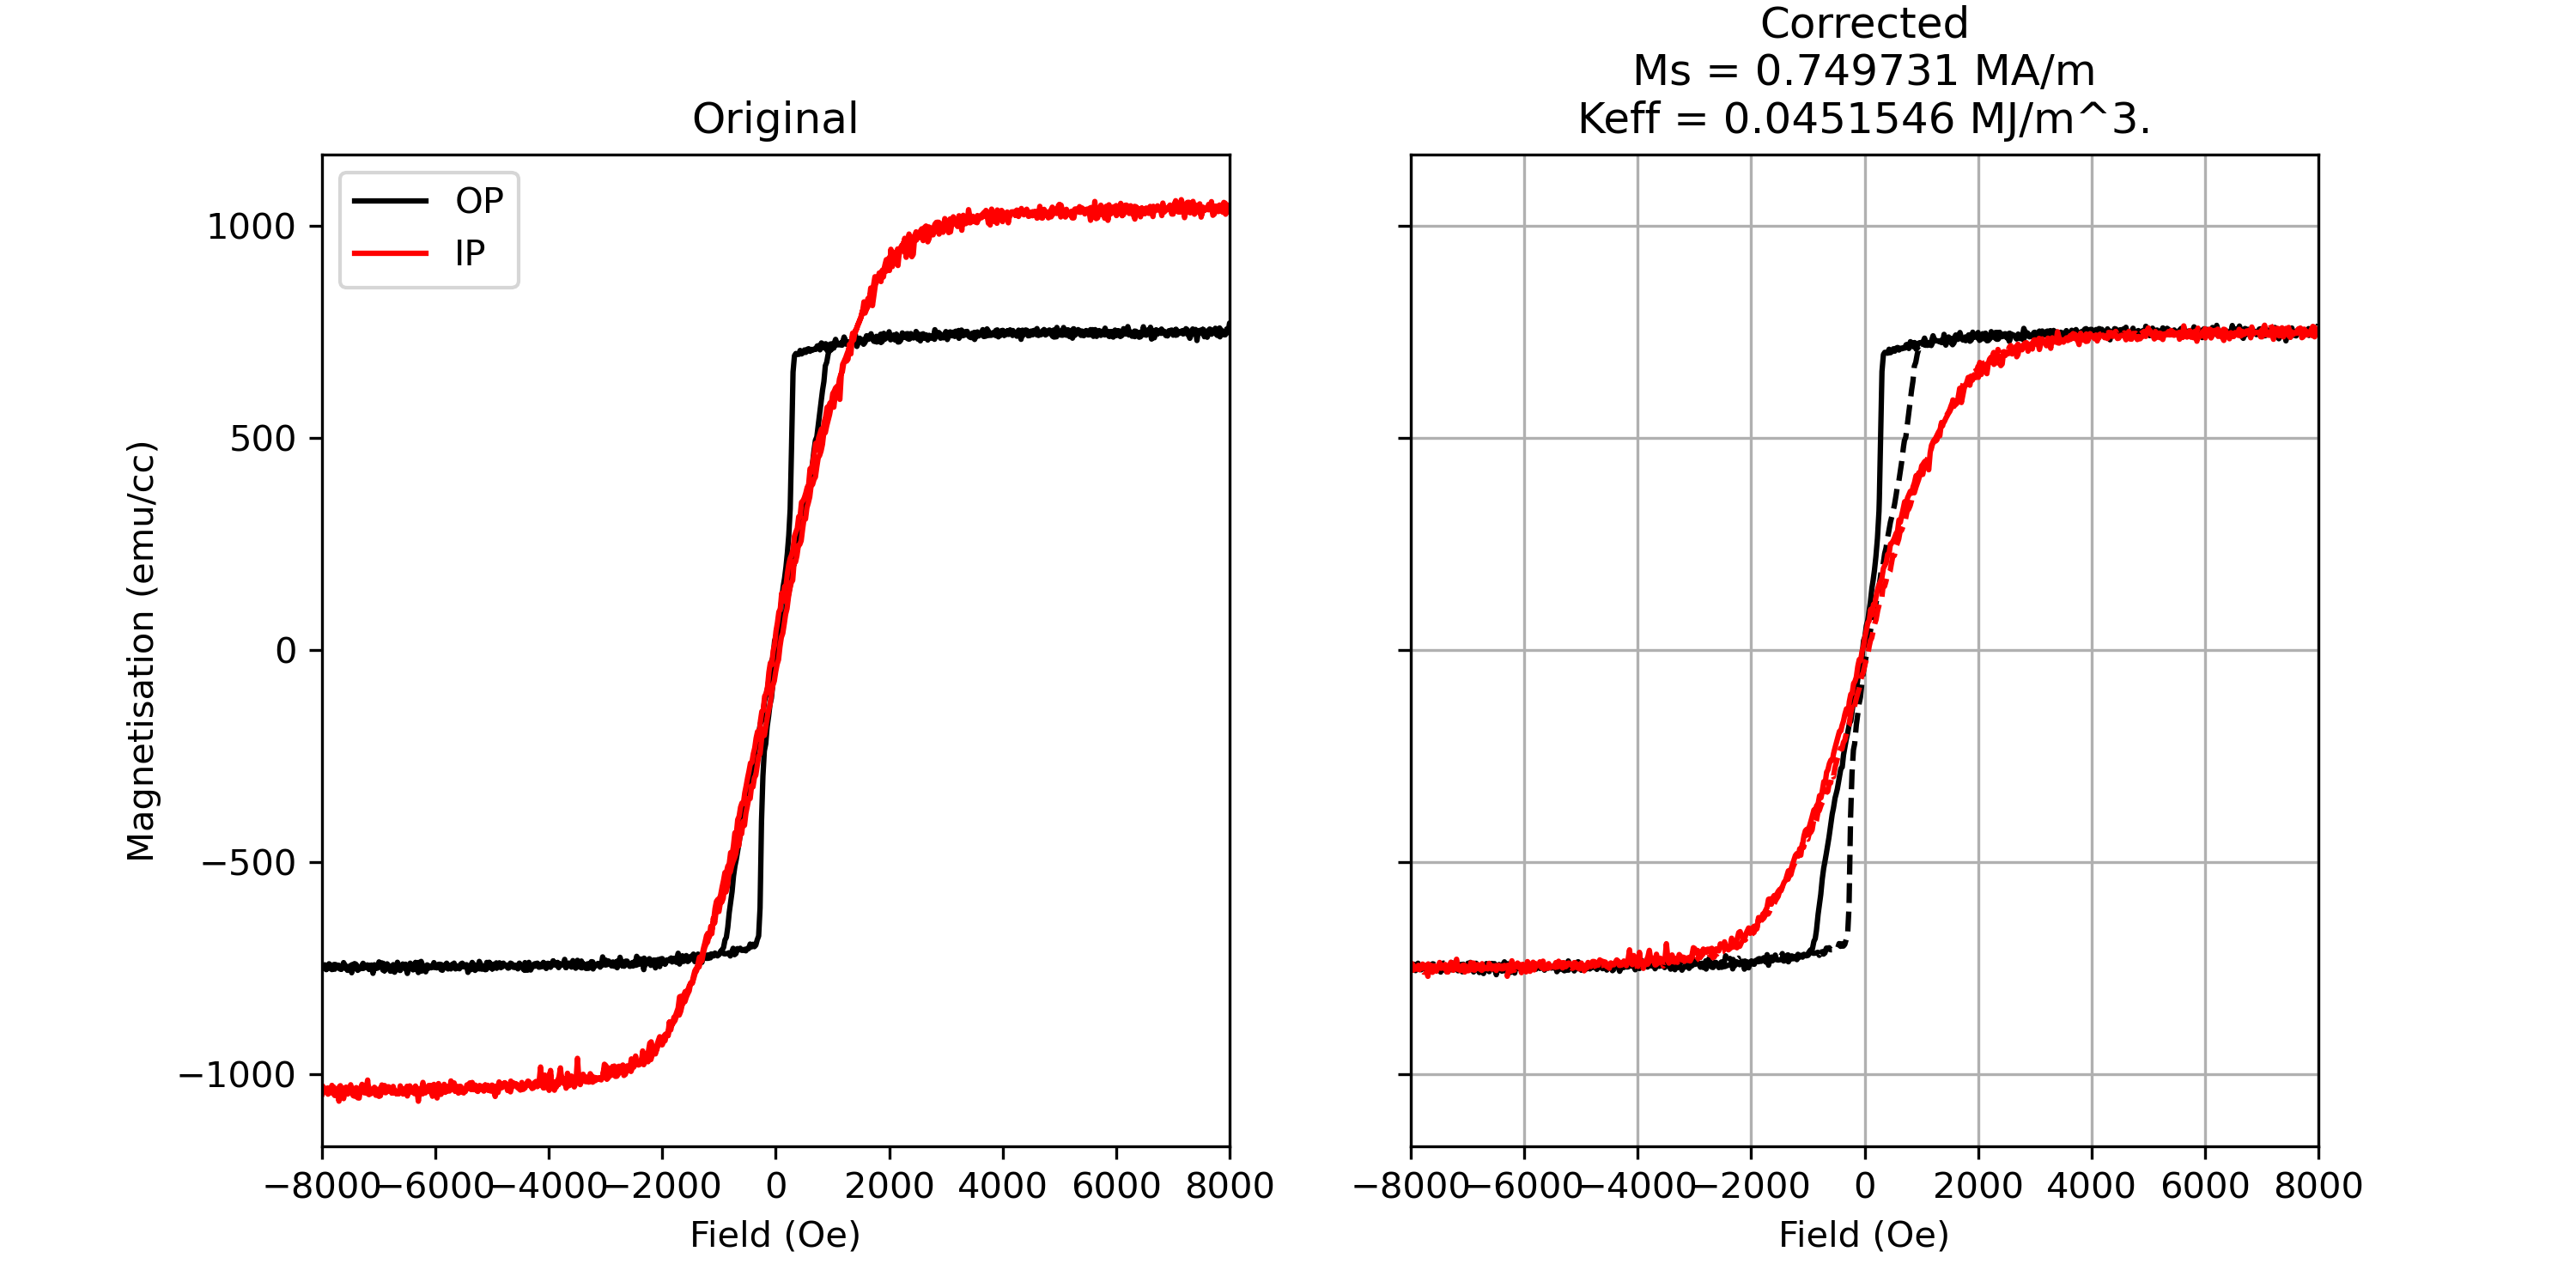 Original
OP
IP
1000
500
0
−500
−1000
Magnetisation (emu/cc)
−8000 −6000 −4000 −2000 0 2000 4000 6000 8000
Field (Oe)
Corrected
Ms = 0.749731 MA/m
Keff = 0.0451546 MJ/m^3.
−8000 −6000 −4000 −2000 0 2000 4000 6000 8000
Field (Oe)